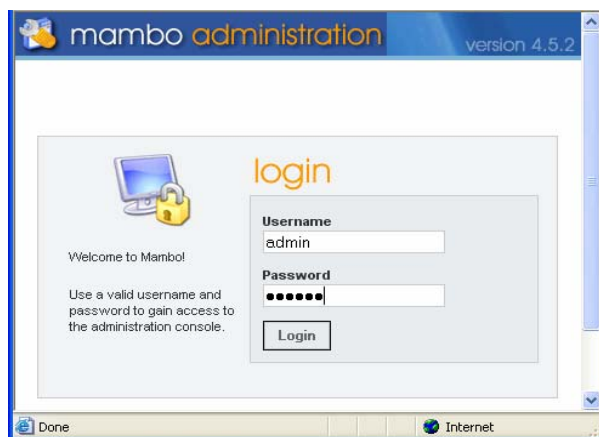 mambo administration
version 4.5.2
login
Username
admin
Password
••••••
Welcome to Mambo!
Use a valid username and
password to gain access to
the administration console.
Login
Done
Internet